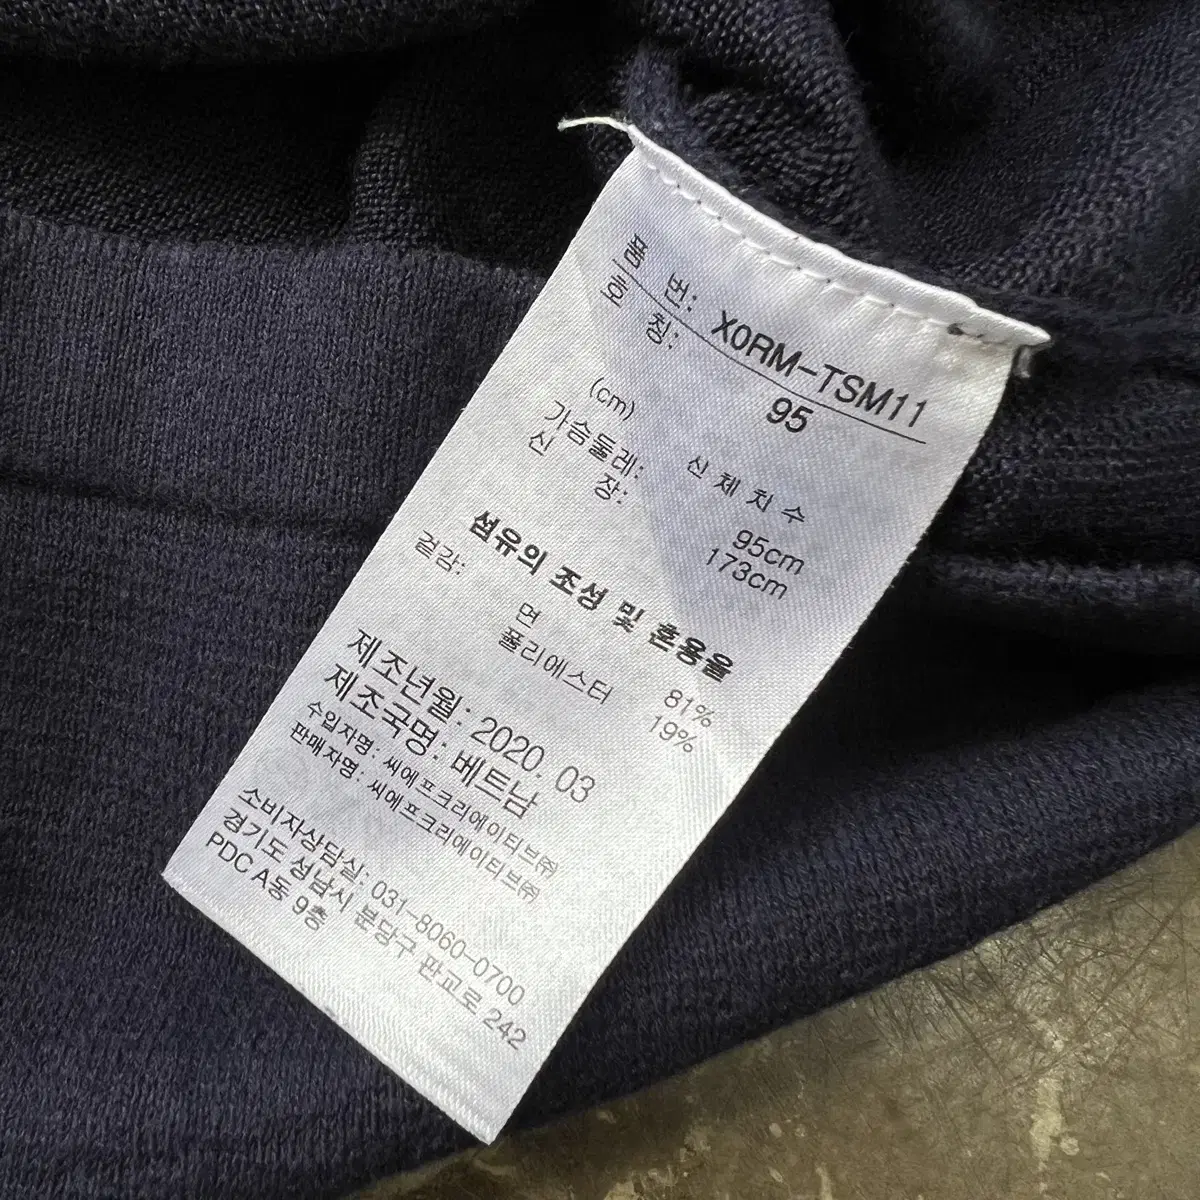 품 번: X0RM-TSM11
호 칭: 95
(cm) 신 체 치 수
가슴둘레: 95cm
신 장: 173cm
섬유의 조성 및 혼용율
겉감:
면 81%
폴리에스터 19%
제조년월: 2020. 03
제조국명: 베트남
수입자명: 씨에프크리에이티브㈜
판매자명: 씨에프크리에이티브㈜
소비자상담실: 031-8060-0700
경기도 성남시 분당구 판교로 242
PDC A동 9층